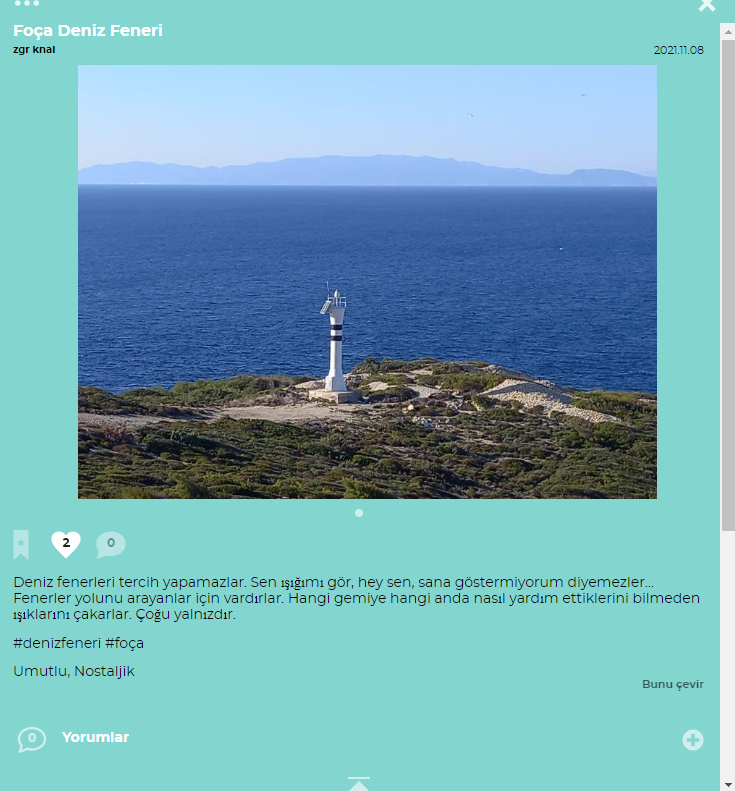 Foça Deniz Feneri
zgr knal
2021.11.08
2
0
Deniz fenerleri tercih yapamazlar. Sen ışığımı gör, hey sen, sana göstermiyorum diyemezler...
Fenerler yolunu arayanlar için vardırlar. Hangi gemiye hangi anda nasıl yardım ettiklerini bilmeden
ışıklarını çakarlar. Çoğu yalnızdır.
#denizfeneri #foça
Umutlu, Nostaljik
Bunu çevir
0
Yorumlar